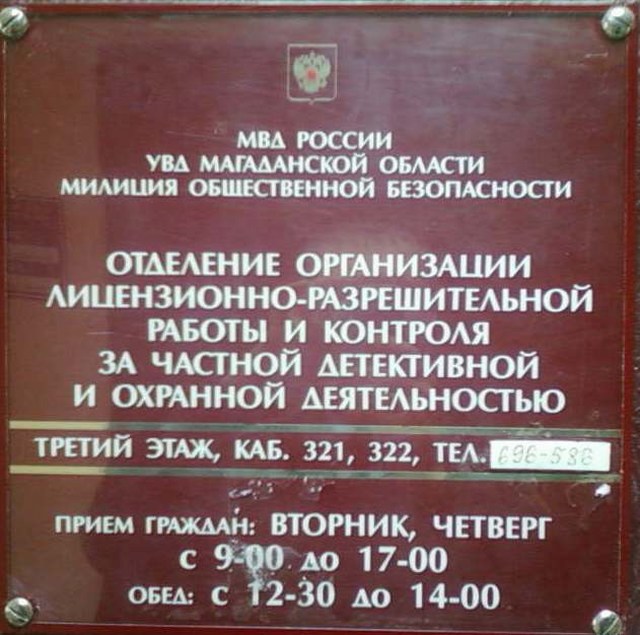 МВД РОССИИ
УВД МАГАДАНСКОЙ ОБЛАСТИ
МИЛИЦИЯ ОБЩЕСТВЕННОЙ БЕЗОПАСНОСТИ
ОТДЕЛЕНИЕ ОРГАНИЗАЦИИ
ЛИЦЕНЗИОННО-РАЗРЕШИТЕЛЬНОЙ
РАБОТЫ И КОНТРОЛЯ
ЗА ЧАСТНОЙ ДЕТЕКТИВНОЙ
И ОХРАННОЙ ДЕЯТЕЛЬНОСТЬЮ
ТРЕТИЙ ЭТАЖ, КАБ. 321, 322, ТЕЛ. 696-586
ПРИЕМ ГРАЖДАН: ВТОРНИК, ЧЕТВЕРГ
С 9-00 ДО 17-00
ОБЕД: С 12-30 ДО 14-00